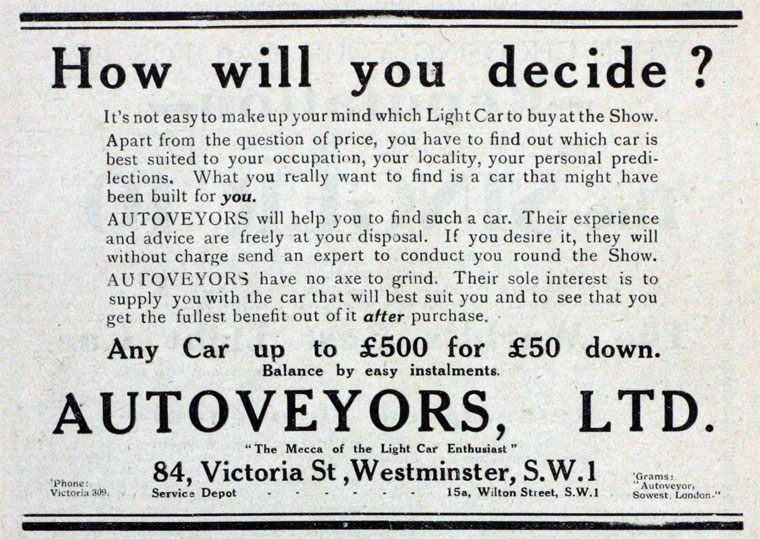 How will you decide ?
It's not easy to make up your mind which Light Car to buy at the Show.
Apart from the question of price, you have to find out which car is
best suited to your occupation, your locality, your personal predi-
lections. What you really want to find is a car that might have
been built for you.
AUTOVEYORS will help you to find such a car. Their experience
and advice are freely at your disposal. If you desire it, they will
without charge send an expert to conduct you round the Show.
AUTOVEYORS have no axe to grind. Their sole interest is to
supply you with the car that will best suit you and to see that you
get the fullest benefit out of it after purchase.
Any Car up to £500 for £50 down.
Balance by easy instalments.
AUTOVEYORS, LTD.
"The Mecca of the Light Car Enthusiast"
84, Victoria St, Westminster, S.W.1
'Phone:
Victoria 309.
Service Depot - - - - - - 15a, Wilton Street, S.W.1
'Grams:
"Autoveyor,
Sowest, London."